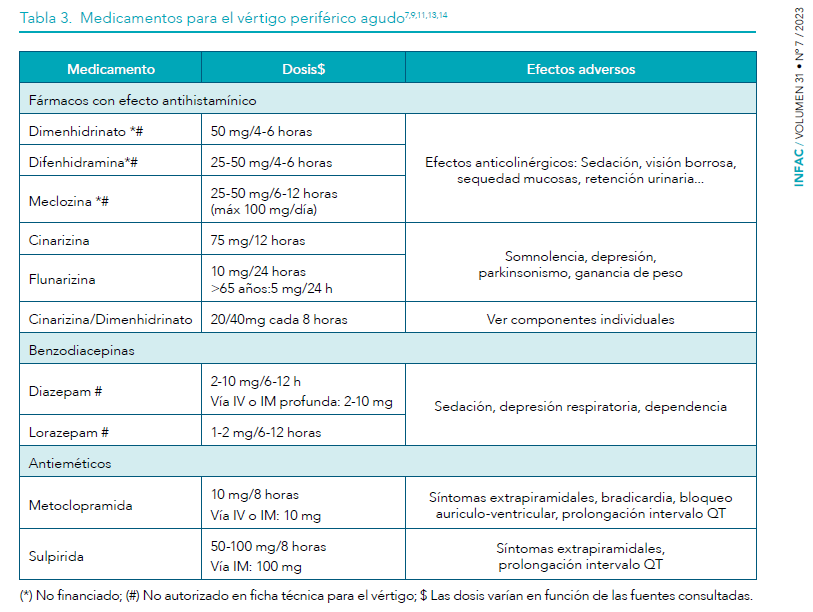 Tabla 3. Medicamentos para el vértigo periférico agudo7,9,11,13,14
Medicamento Dosis$ Efectos adversos
Fármacos con efecto antihistamínico
Dimenhidrinato *# 50 mg/4-6 horas
Difenhidramina*# 25-50 mg/4-6 horas
Meclozina *# 25-50 mg/6-12 horas
(máx 100 mg/día)
Efectos anticolinérgicos: Sedación, visión borrosa,
sequedad mucosas, retención urinaria...
Cinarizina 75 mg/12 horas
Flunarizina 10 mg/24 horas
>65 años:5 mg/24 h
Somnolencia, depresión,
parkinsonismo, ganancia de peso
Cinarizina/Dimenhidrinato 20/40mg cada 8 horas Ver componentes individuales
Benzodiacepinas
Diazepam # 2-10 mg/6-12 h
Vía IV o IM profunda: 2-10 mg
Lorazepam # 1-2 mg/6-12 horas
Sedación, depresión respiratoria, dependencia
Antieméticos
Metoclopramida 10 mg/8 horas
Vía IV o IM: 10 mg
Síntomas extrapiramidales, bradicardia, bloqueo
auriculo-ventricular, prolongación intervalo QT
Sulpirida 50-100 mg/8 horas
Vía IM: 100 mg
Síntomas extrapiramidales,
prolongación intervalo QT
(*) No financiado; (#) No autorizado en ficha técnica para el vértigo; $ Las dosis varían en función de las fuentes consultadas.
INFAC / VOLUMEN 31 • Nº 7 / 2023